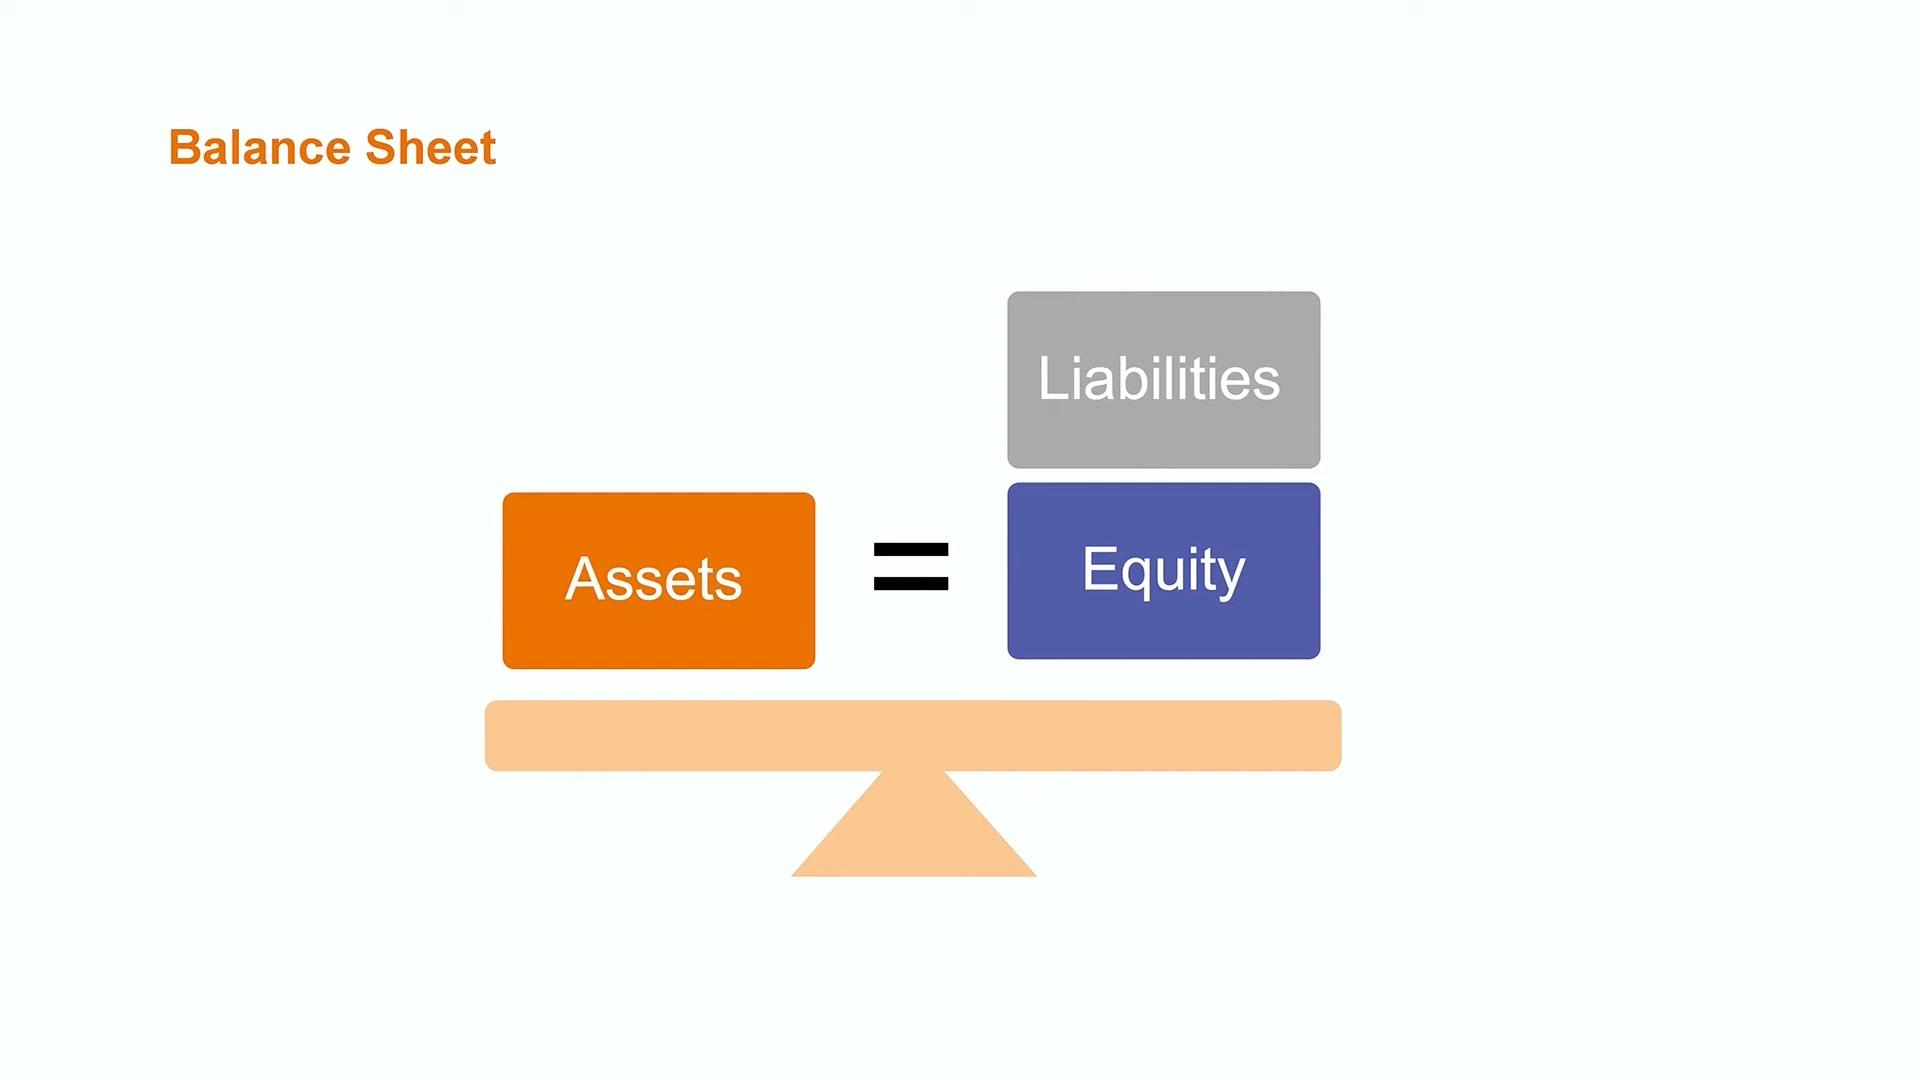 Balance Sheet
Liabilities
Assets
=
Equity